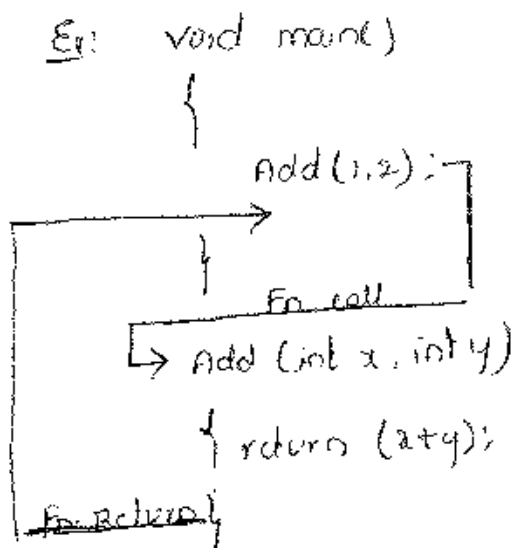 Ex: void main()
{
Add (1,2);
}
Fn call
Add (int x, int y)
{ return (x+y);
Fn. Return }